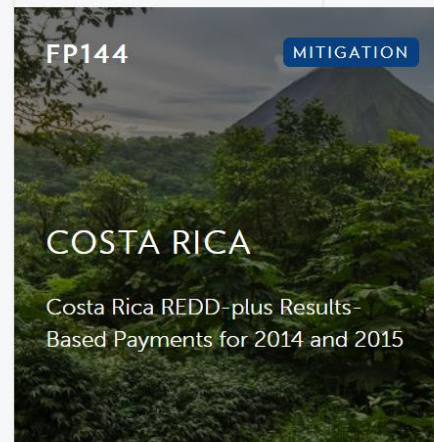 FP144
MITIGATION
COSTA RICA
Costa Rica REDD-plus Results-
Based Payments for 2014 and 2015